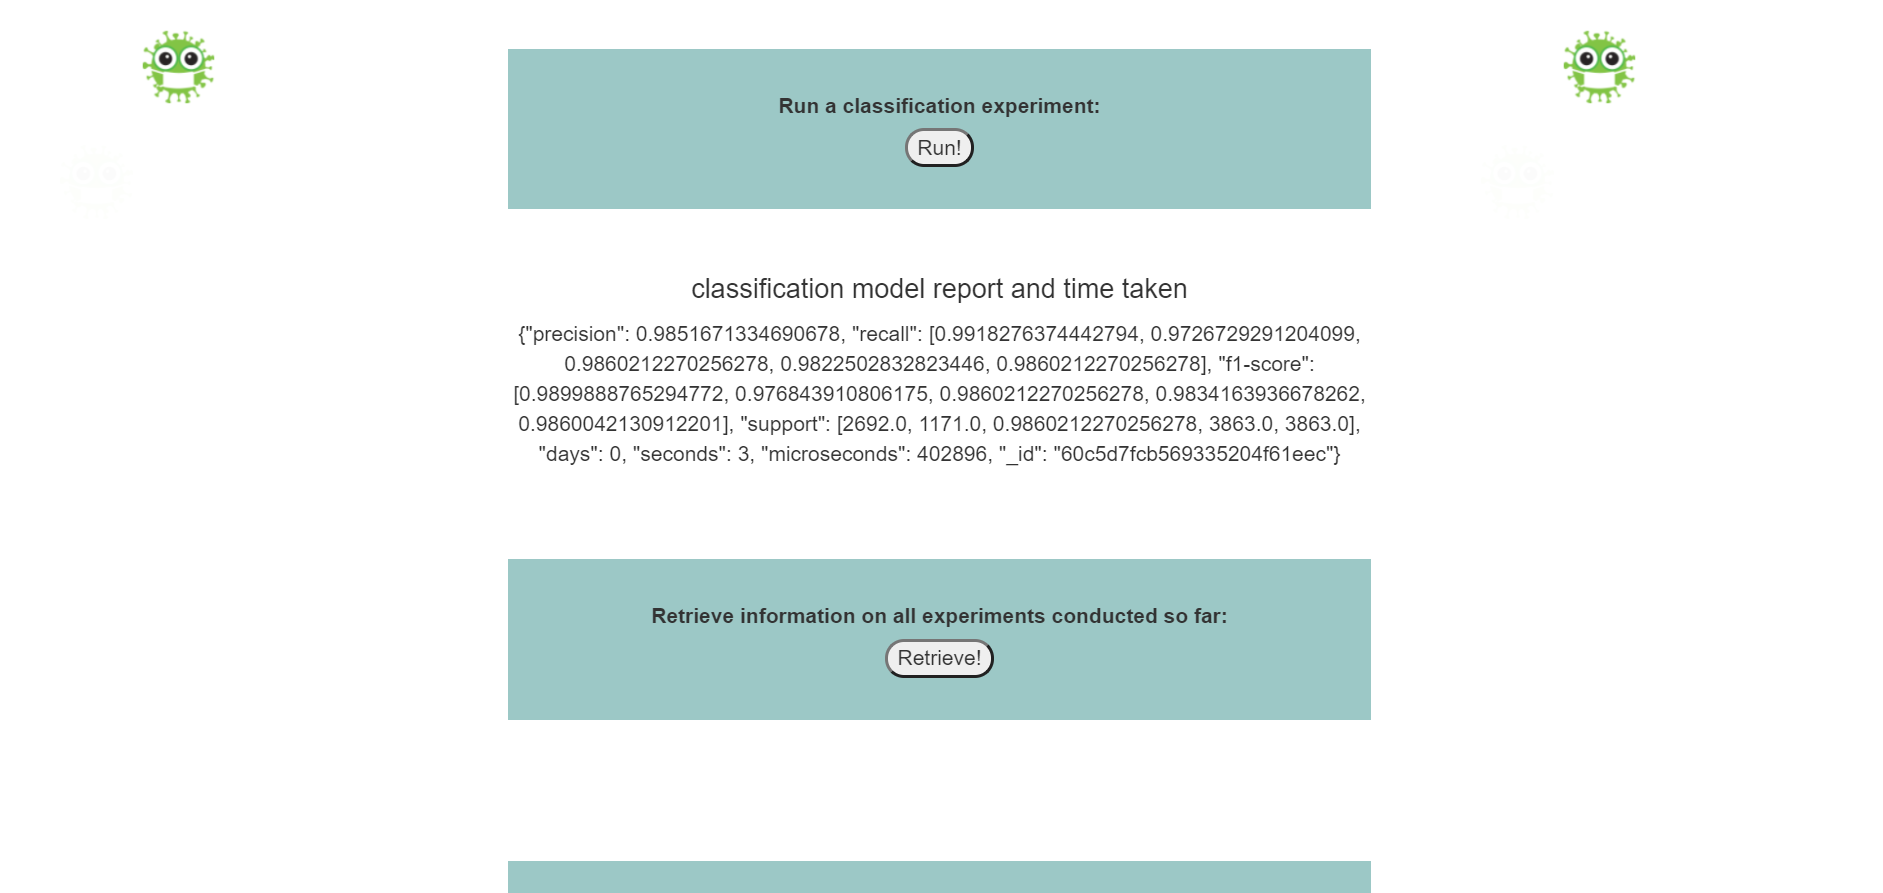 Run a classification experiment:
Run!
classification model report and time taken
{"precision": 0.9851671334690678, "recall": [0.9918276374442794, 0.9726729291204099,
0.9860212270256278, 0.9822502832823446, 0.9860212270256278], "f1-score":
[0.9899888765294772, 0.976843910806175, 0.9860212270256278, 0.9834163936678262,
0.9860042130912201], "support": [2692.0, 1171.0, 0.9860212270256278, 3863.0, 3863.0],
"days": 0, "seconds": 3, "microseconds": 402896, "_id": "60c5d7fcb569335204f61eec"}
Retrieve information on all experiments conducted so far:
Retrieve!